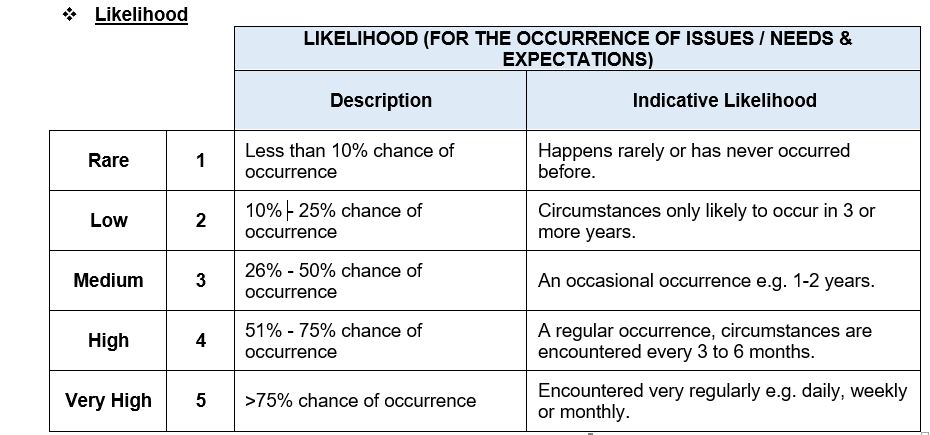 ❖ Likelihood
LIKELIHOOD (FOR THE OCCURRENCE OF ISSUES / NEEDS &
EXPECTATIONS)
Description
Indicative Likelihood
Rare
1
Less than 10% chance of
occurrence
Happens rarely or has never occurred
before.
Low
2
10% - 25% chance of
occurrence
Circumstances only likely to occur in 3 or
more years.
Medium
3
26% - 50% chance of
occurrence
An occasional occurrence e.g. 1-2 years.
High
4
51% - 75% chance of
occurrence
A regular occurrence, circumstances are
encountered every 3 to 6 months.
Very High
5
>75% chance of occurrence
Encountered very regularly e.g. daily, weekly
or monthly.